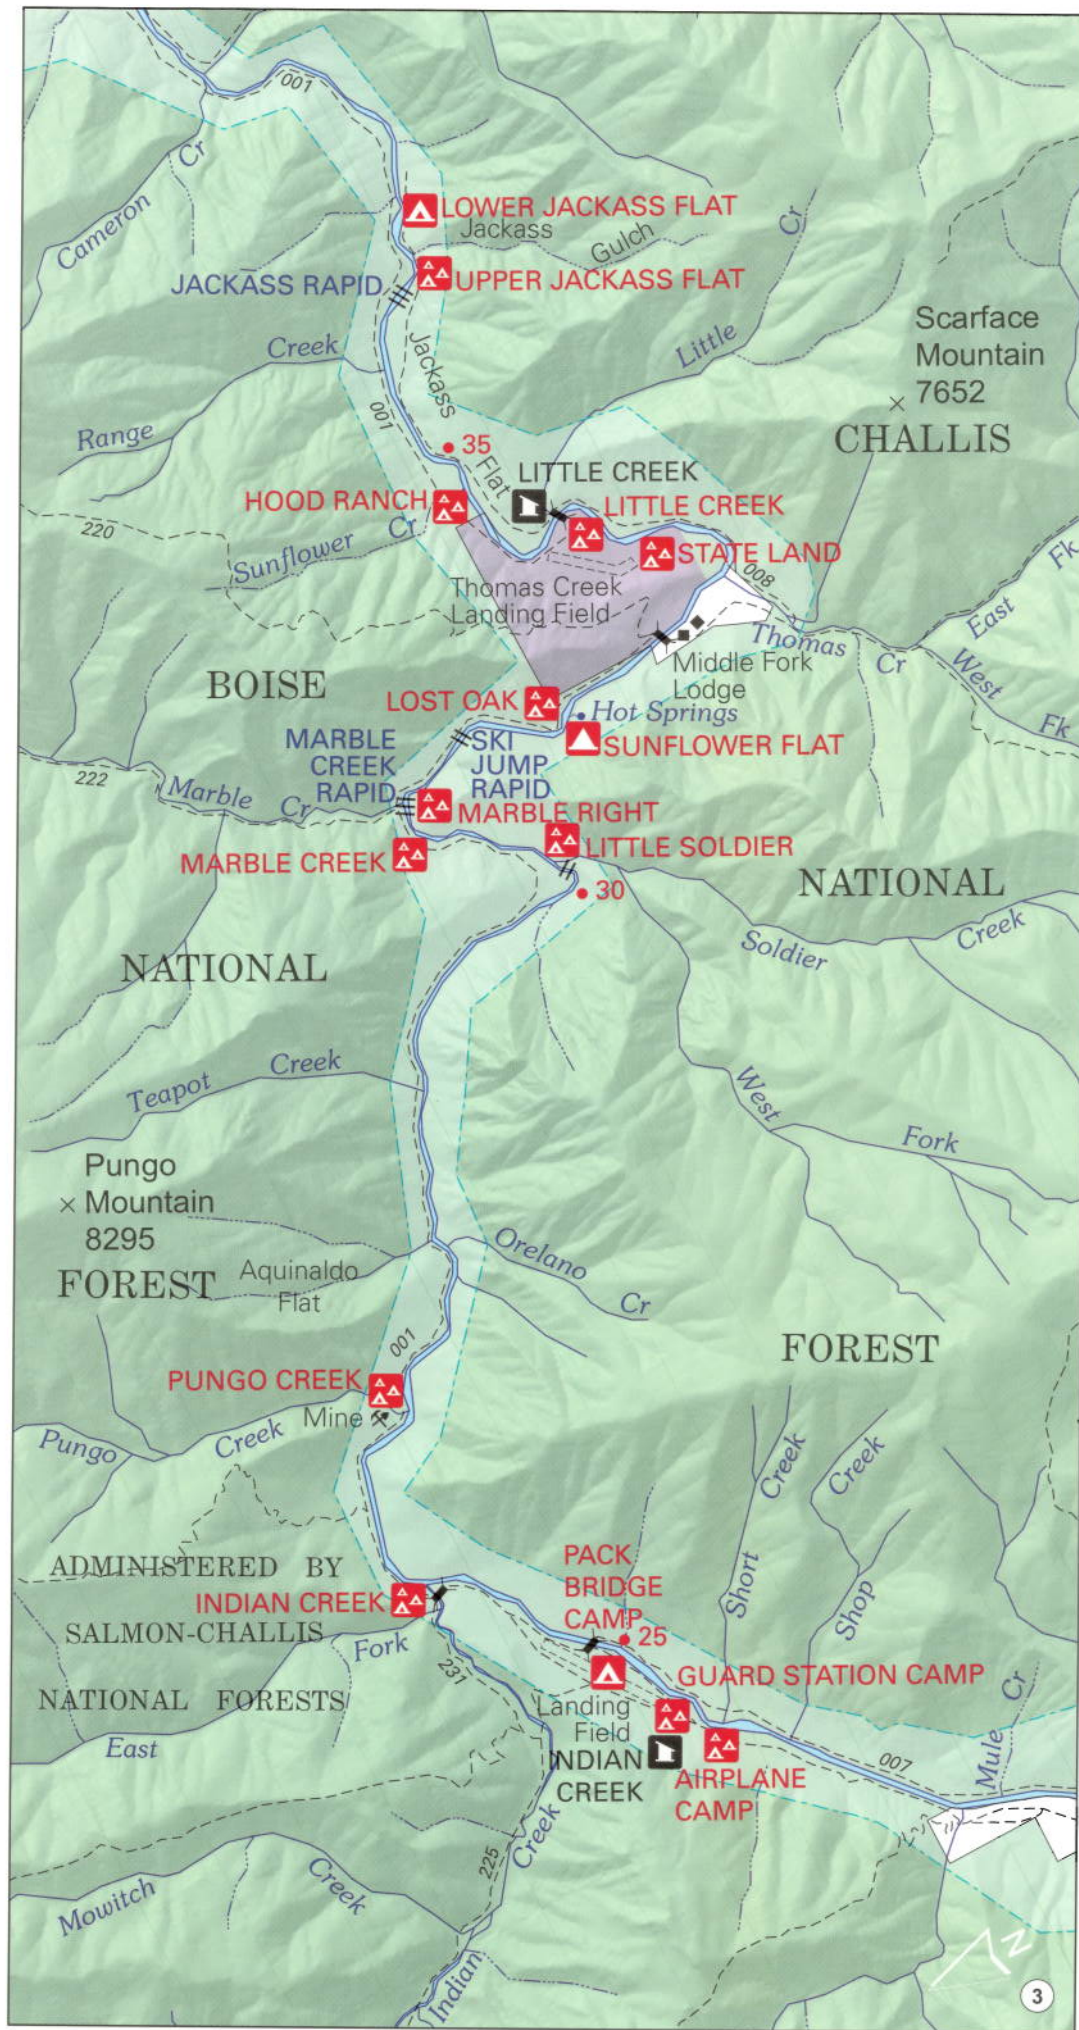 001
Cr
Cameron
LOWER JACKASS FLAT
Jackass
Gulch
Cr
UPPER JACKASS FLAT
JACKASS RAPID
Scarface
Mountain
7652
Creek
Little
Jackass
001
Range
35
CHALLIS
Flat
LITTLE CREEK
HOOD RANCH
LITTLE CREEK
220
Sunflower
Cr
STATE LAND
008
East
Fk
Thomas Creek
Landing Field
Thomas
Cr
West
Fk
Middle Fork
Lodge
BOISE
LOST OAK
Hot Springs
MARBLE
CREEK
RAPID
SKI
JUMP
RAPID
SUNFLOWER FLAT
222
Marble
Cr
MARBLE RIGHT
MARBLE CREEK
LITTLE SOLDIER
30
NATIONAL
Soldier
Creek
NATIONAL
Teapot
Creek
West
Fork
Pungo
Mountain
8295
Orelano
Cr
FOREST
Aquinaldo
Flat
001
FOREST
PUNGO CREEK
Mine
Pungo
Creek
Creek
Creek
Short
Shop
ADMINISTERED BY
PACK
BRIDGE
CAMP
INDIAN CREEK
25
SALMON-CHALLIS
Fork
231
GUARD STATION CAMP
NATIONAL FORESTS
East
Landing
Field
INDIAN
CREEK
AIRPLANE
CAMP
007
Mule
Cr
Creek
225
Mowitch
Creek
Indian
N
3